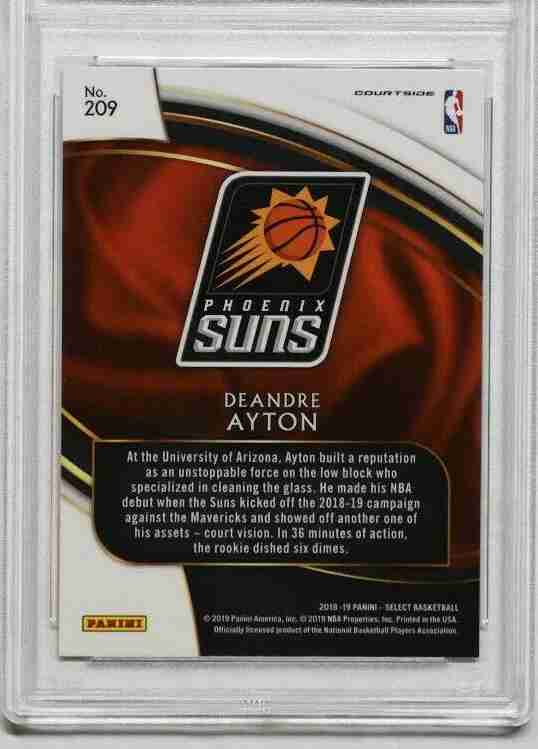 No.
209
COURTSIDE
NBA
PHOENIX
SUNS
DEANDRE
AYTON
At the University of Arizona, Ayton built a reputation
as an unstoppable force on the low block who
specialized in cleaning the glass. He made his NBA
debut when the Suns kicked off the 2018-19 campaign
against the Mavericks and showed off another one of
his assets – court vision. In 36 minutes of action,
the rookie dished six dimes.
2018 -19 PANINI – SELECT BASKETBALL
© 2019 Panini America, Inc. © 2019 NBA Properties, Inc. Printed in the USA.
Officially licensed product of the National Basketball Players Association.
PANINI